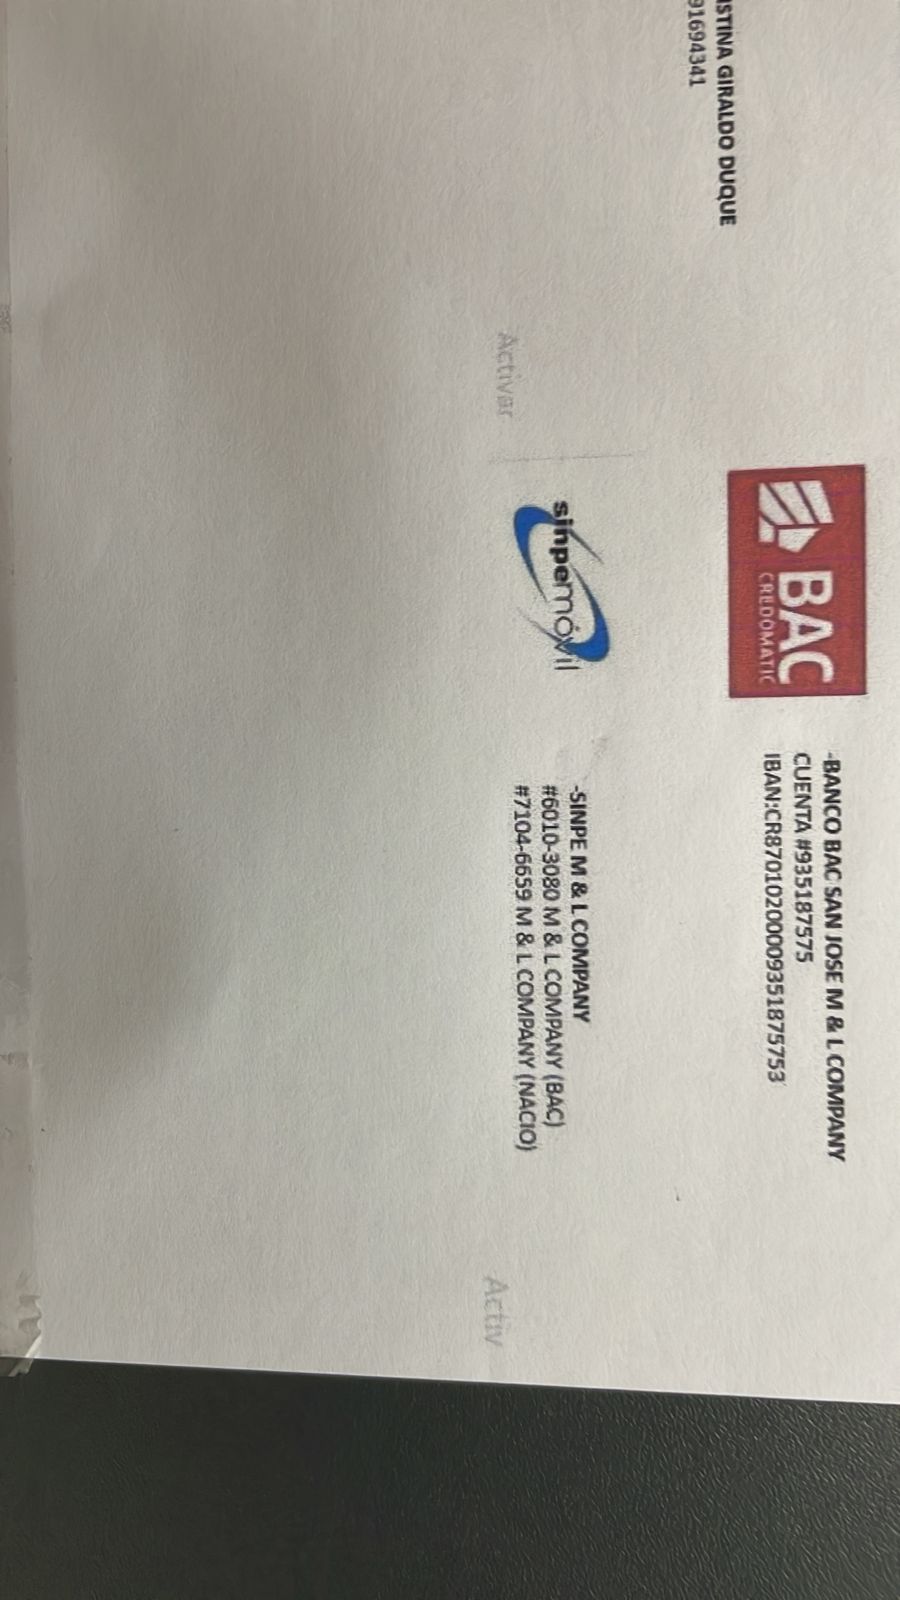 ISTINA GIRALDO DUQUE
91694341
BAC
CREDOMATIC
-BANCO BAC SAN JOSE M & L COMPANY
CUENTA #935187575
IBAN:CR87010200009351875753
Activar
sinpemóvil
-SINPE M & L COMPANY
#6010-3080 M & L COMPANY (BAC)
#7104-6659 M & L COMPANY (NACIO)
Activ